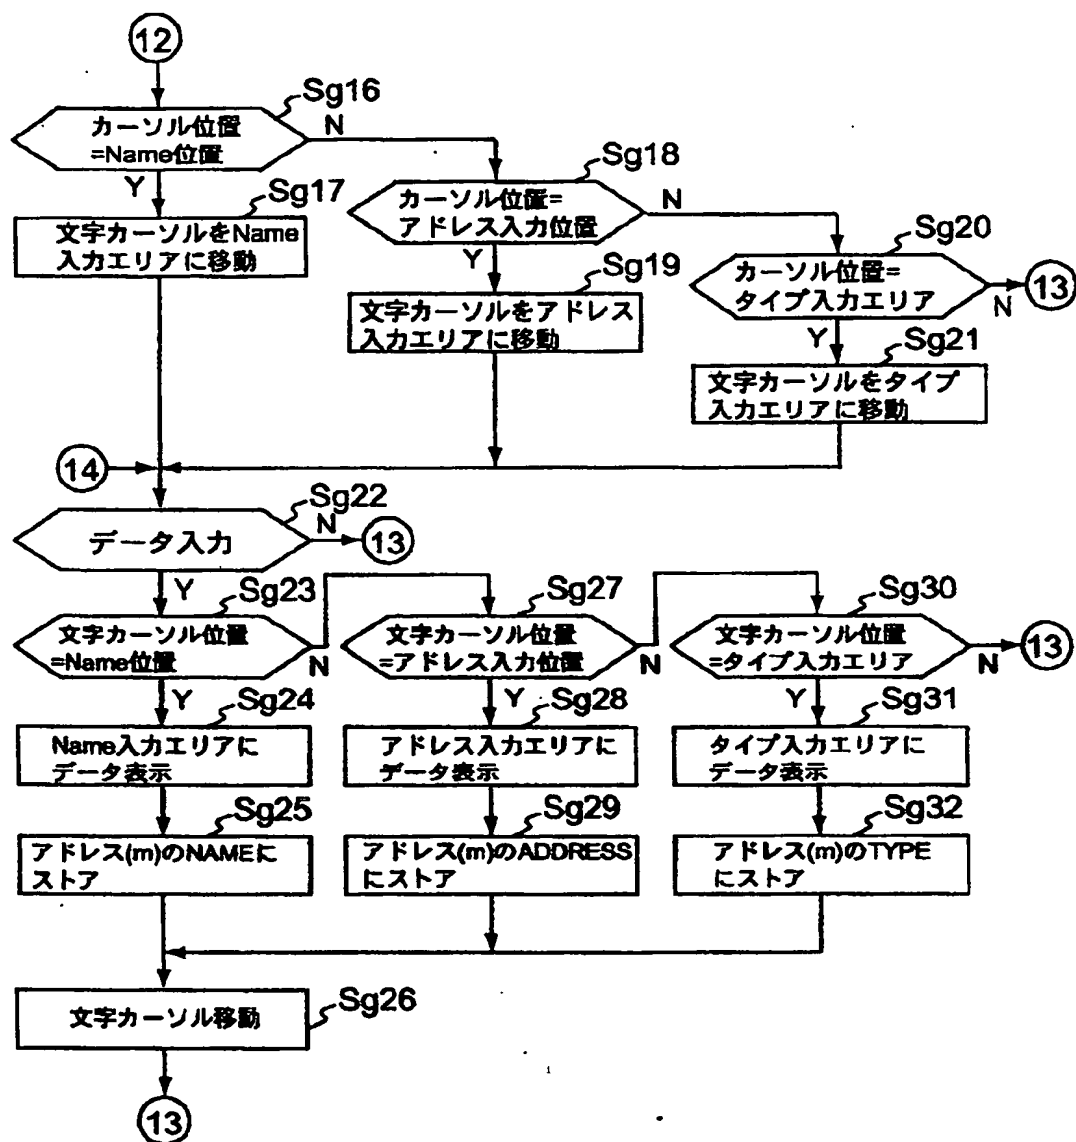 12
Sg16
カーソル位置
=Name位置
N
Y
Sg17
文字カーソルをName
入力エリアに移動
Sg18
カーソル位置=
アドレス入力位置
N
Y
Sg19
文字カーソルをアドレス
入力エリアに移動
Sg20
カーソル位置=
タイプ入力エリア
N
13
Y
Sg21
文字カーソルをタイプ
入力エリアに移動
14
Sg22
データ入力
N
13
Y
Sg23
文字カーソル位置
=Name位置
N
Y
Sg24
Name入力エリアに
データ表示
Sg25
アドレス(m)のNAMEに
ストア
Sg27
文字カーソル位置
=アドレス入力位置
N
Y
Sg28
アドレス入力エリアに
データ表示
Sg29
アドレス(m)のADDRESS
にストア
Sg30
文字カーソル位置
=タイプ入力エリア
N
13
Y
Sg31
タイプ入力エリアに
データ表示
Sg32
アドレス(m)のTYPE
にストア
Sg26
文字カーソル移動
13